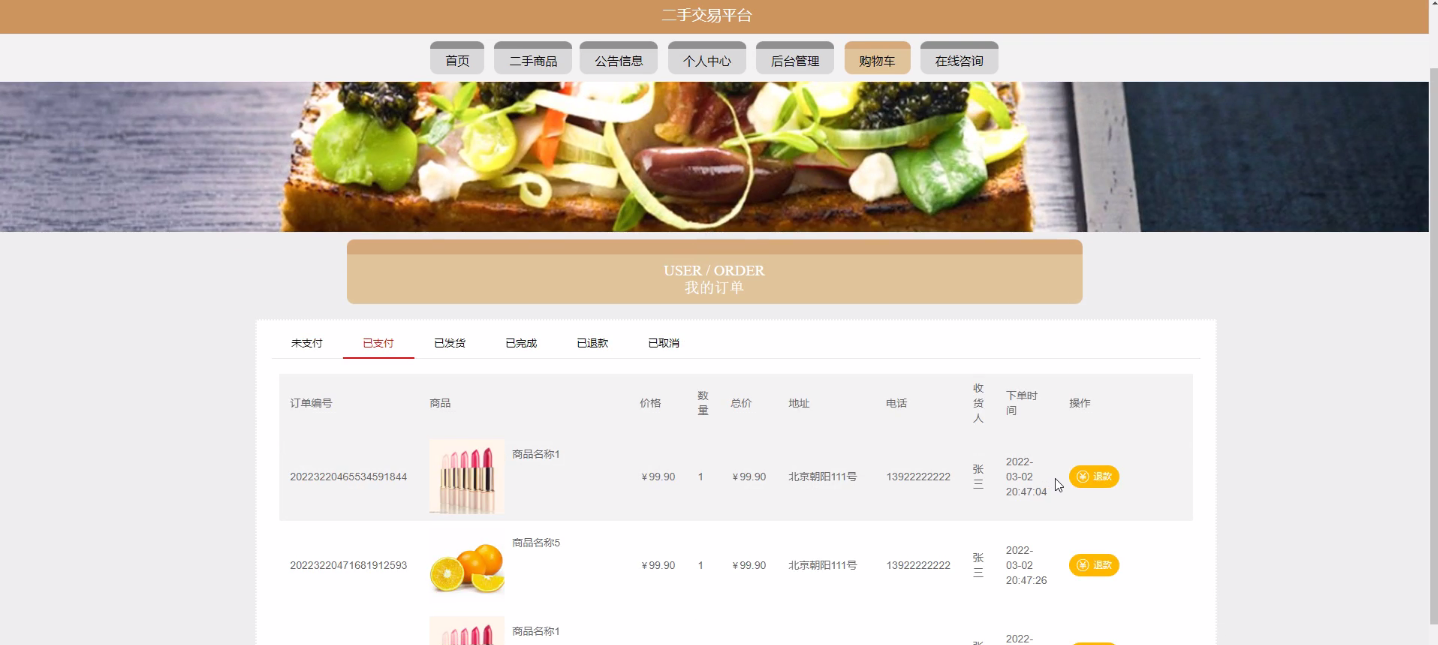 二手交易平台
首页 二手商品 公告信息 个人中心 后台管理 购物车 在线咨询
USER / ORDER
我的订单
未支付 已支付 已发货 已完成 已退款 已取消
订单编号 商品 价格 数量 总价 地址 电话 收货人 下单时间 操作
20223220465534591844 商品名称1 ￥99.90 1 ￥99.90 北京朝阳111号 13922222222 张三 2022-03-02 20:47:04 退款
20223220471681912593 商品名称5 ￥99.90 1 ￥99.90 北京朝阳111号 13922222222 张三 2022-03-02 20:47:26 退款
商品名称1 2022-